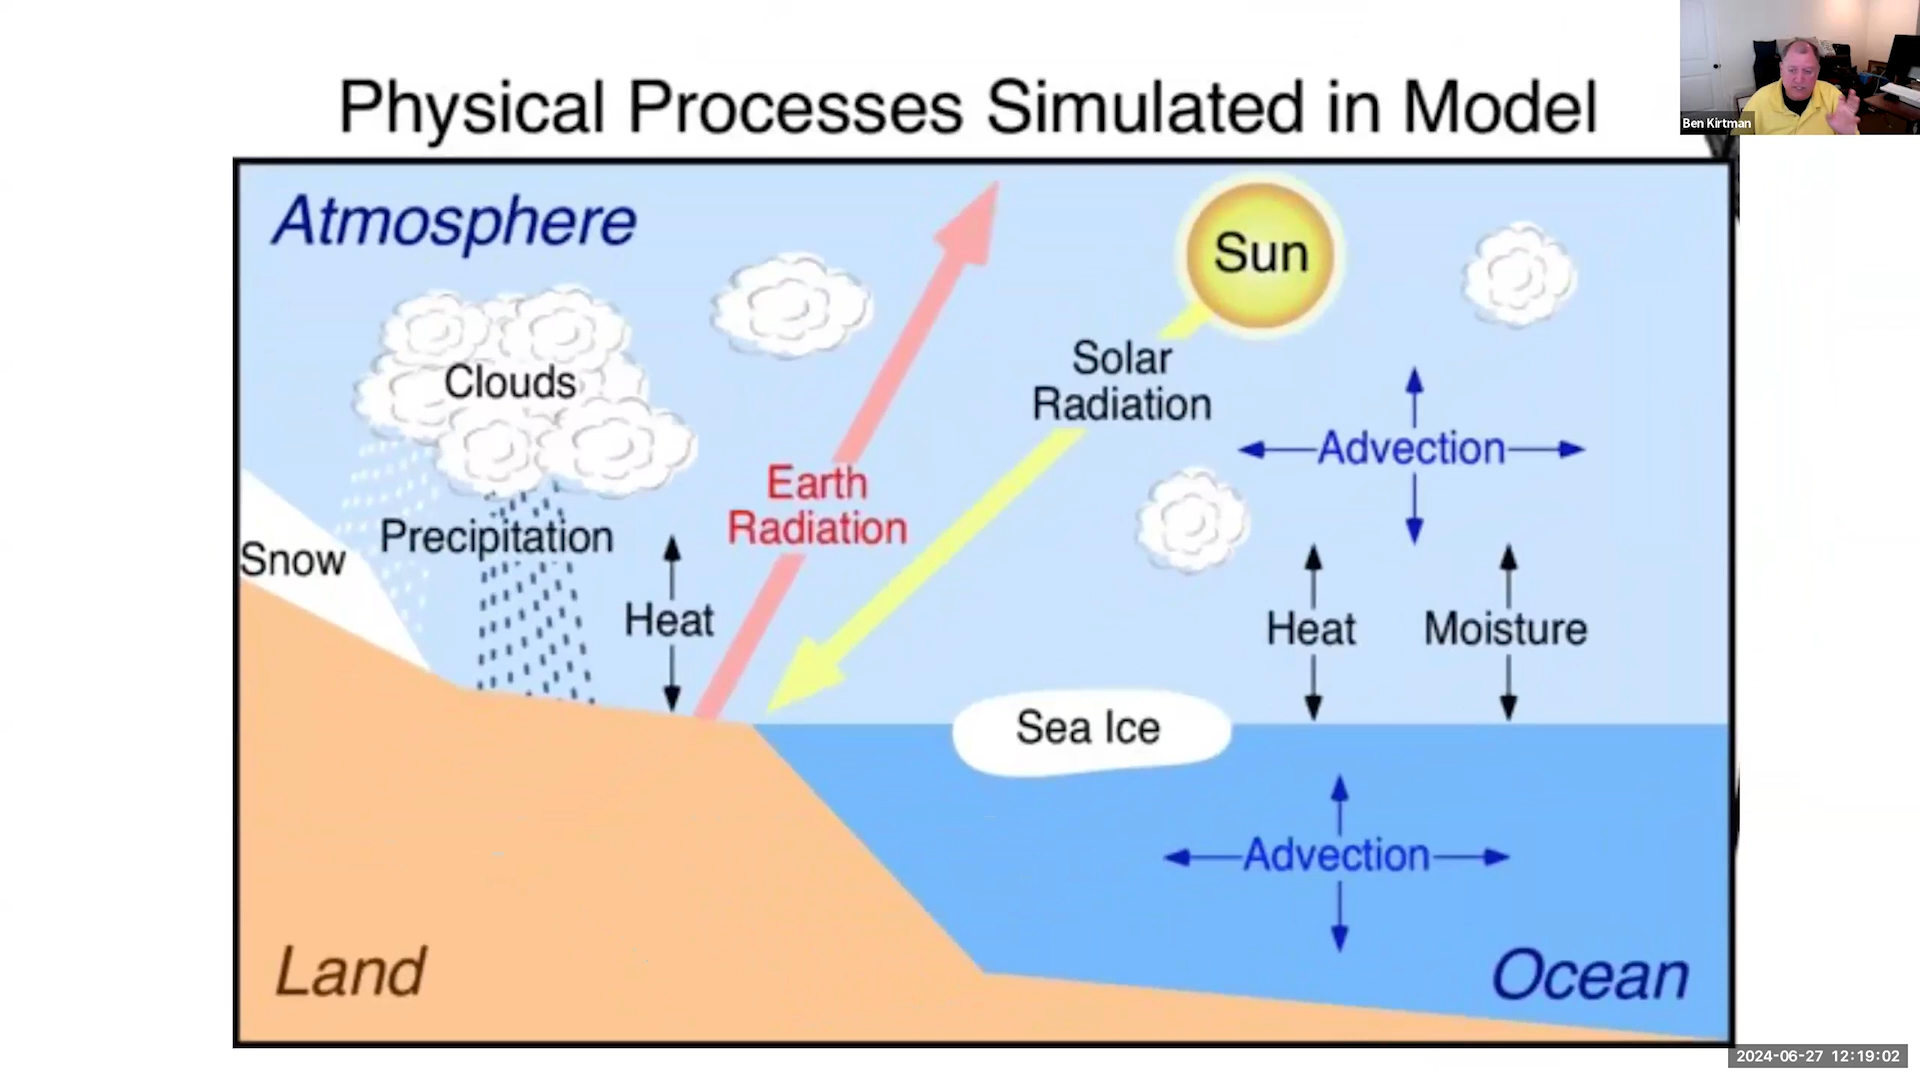 Physical Processes Simulated in Model
Ben Kirtman
Atmosphere
Sun
Solar
Radiation
Clouds
Advection
Earth
Radiation
Precipitation
Snow
Heat
Heat
Moisture
Sea Ice
Advection
Land
Ocean
2024-06-27 12:19:02